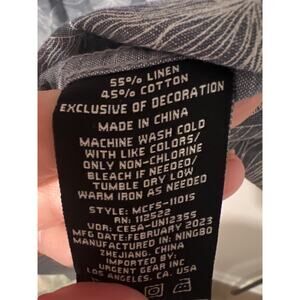 55% LINEN
45% COTTON
EXCLUSIVE OF DECORATION
MADE IN CHINA
MACHINE WASH COLD
WITH LIKE COLORS/
ONLY NON-CHLORINE
BLEACH IF NEEDED/
TUMBLE DRY LOW
WARM IRON AS NEEDED
STYLE: MCFS-11015
RN: 112522
VDR: CESA-UN12355
MFG DATE:FEBRUARY 2023
MANUFACTURED IN: NINGBO
ZHEJIANG, CHINA
IMPORTED BY:
URGENT GEAR INC
LOS ANGELES, CA. USA